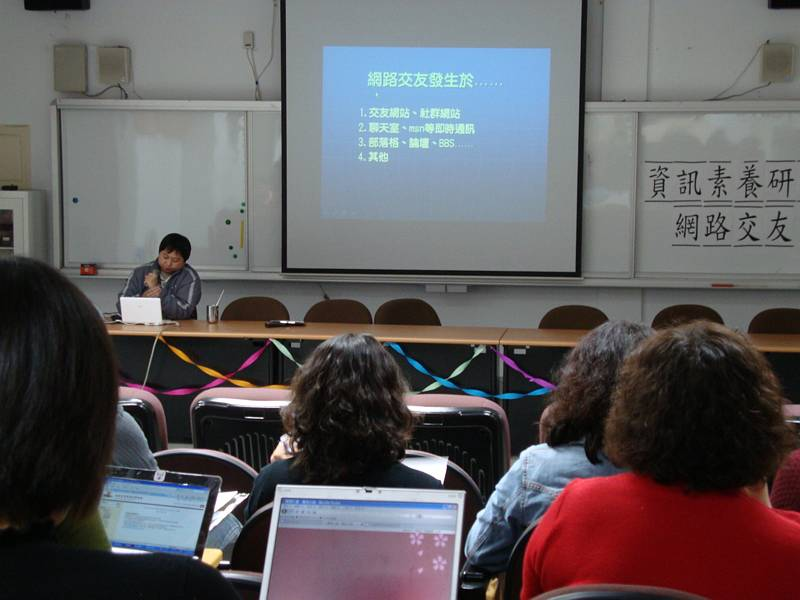 網路交友發生於......
1.交友網站、社群網站
2.聊天室、msn等即時通訊
3.部落格、論壇、BBS......
4.其他
資訊素養研
網路交友